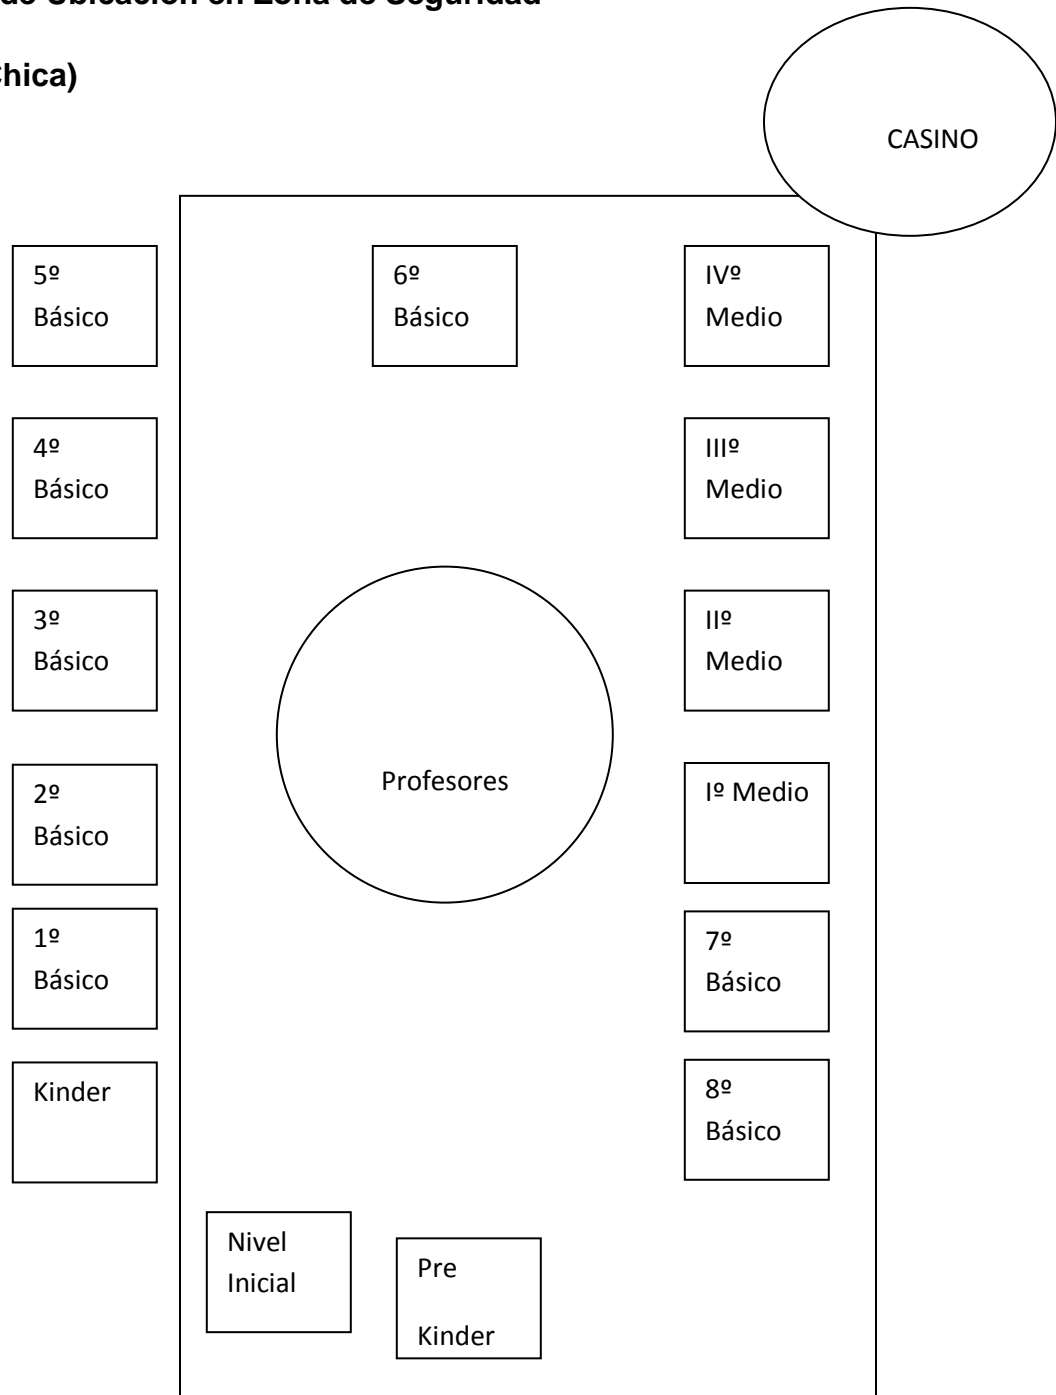 de Ubicación en Zona de Seguridad
Chica)
CASINO
5º
Básico
6º
Básico
IVº
Medio
4º
Básico
IIIº
Medio
3º
Básico
IIº
Medio
Profesores
2º
Básico
Iº Medio
1º
Básico
7º
Básico
Kinder
8º
Básico
Nivel
Inicial
Pre
Kinder